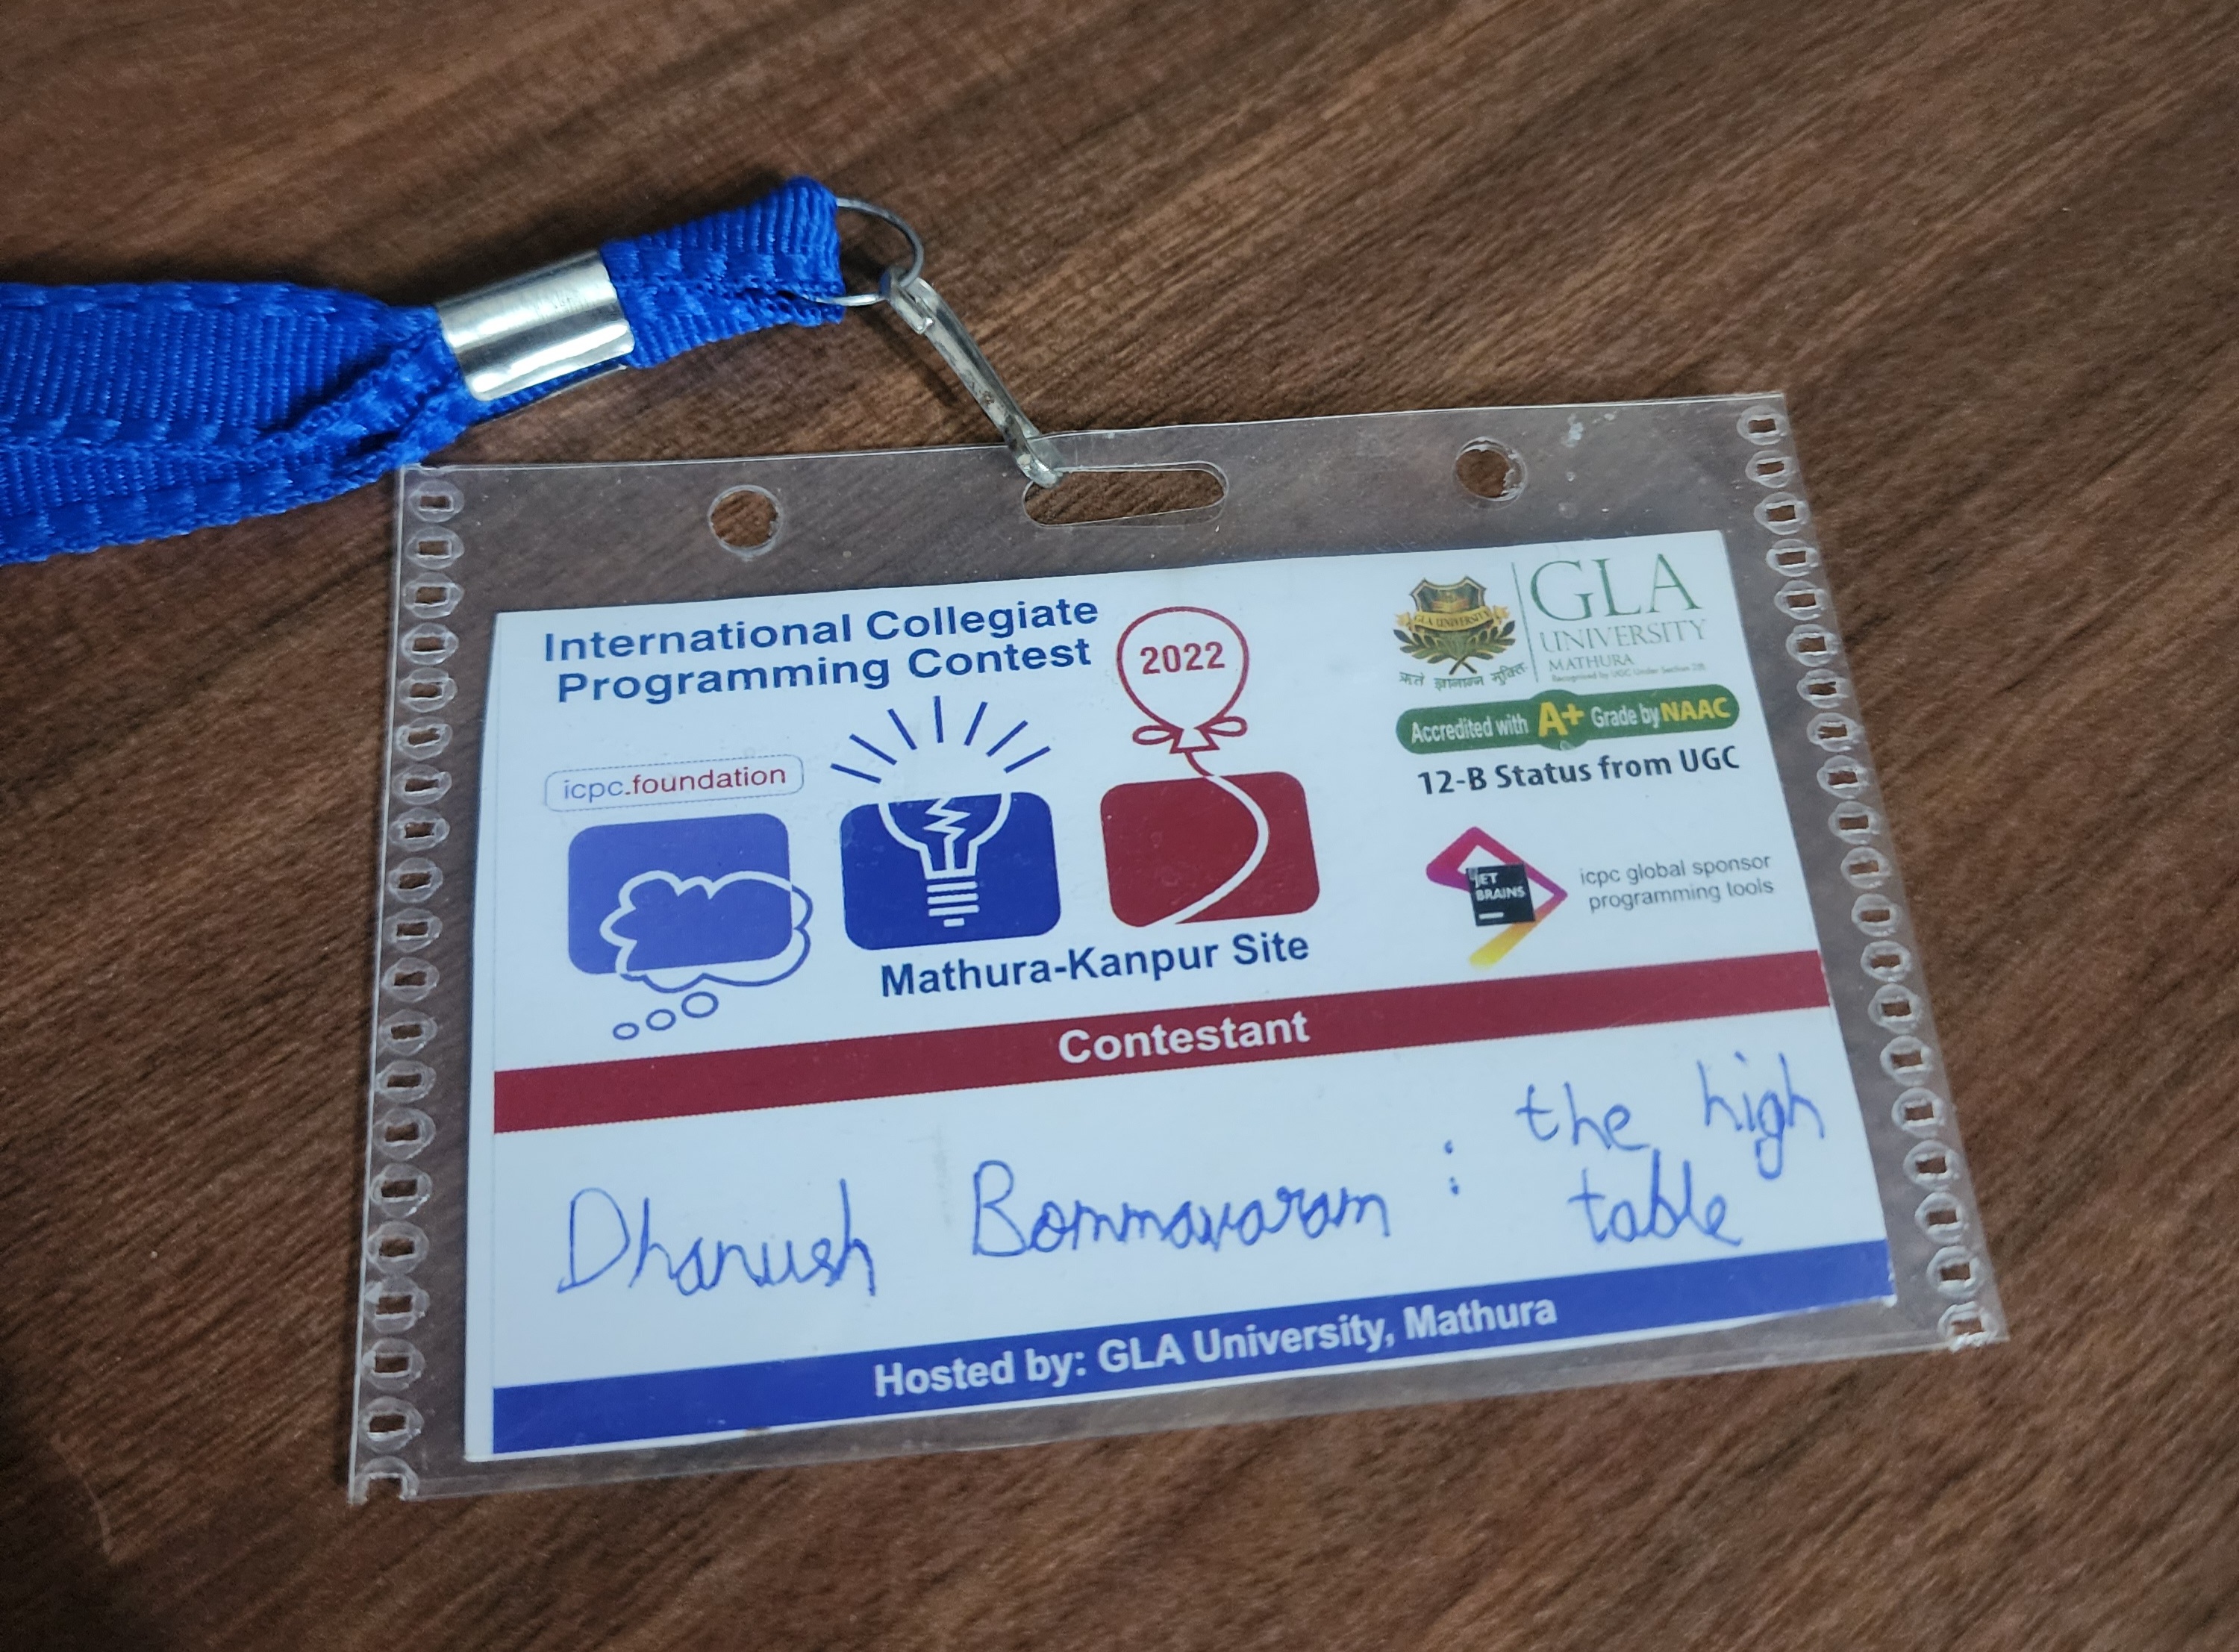 International Collegiate
Programming Contest
2022
icpc.foundation
Mathura-Kanpur Site
GLA UNIVERSITY
GLA
UNIVERSITY
MATHURA
Recognised by UGC Under Section 2(f)
Accredited with A+ Grade by NAAC
12-B Status from UGC
JET
BRAINS
icpc global sponsor
programming tools
Contestant
Dhanush Bommavaram : the high
table
Hosted by: GLA University, Mathura